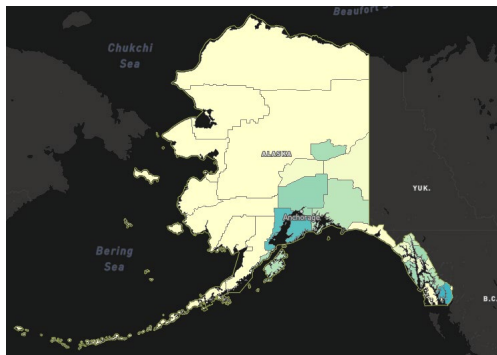 Beaufort S
Chukchi
Sea
ALASKA
YUK.
Anchorage
Bering
Sea
B.C.